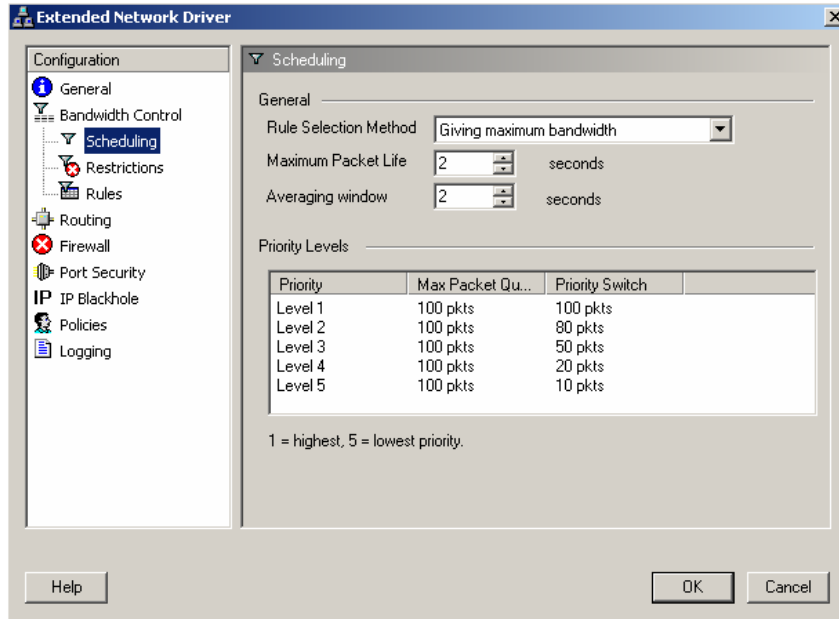 Extended Network Driver
Configuration
General
Bandwidth Control
Scheduling
Restrictions
Rules
Routing
Firewall
Port Security
IP IP Blackhole
Policies
Logging
Scheduling
General
Rule Selection Method Giving maximum bandwidth
Maximum Packet Life 2 seconds
Averaging window 2 seconds
Priority Levels
Priority Max Packet Qu... Priority Switch
Level 1 100 pkts 100 pkts
Level 2 100 pkts 80 pkts
Level 3 100 pkts 50 pkts
Level 4 100 pkts 20 pkts
Level 5 100 pkts 10 pkts
1 = highest, 5 = lowest priority.
Help OK Cancel